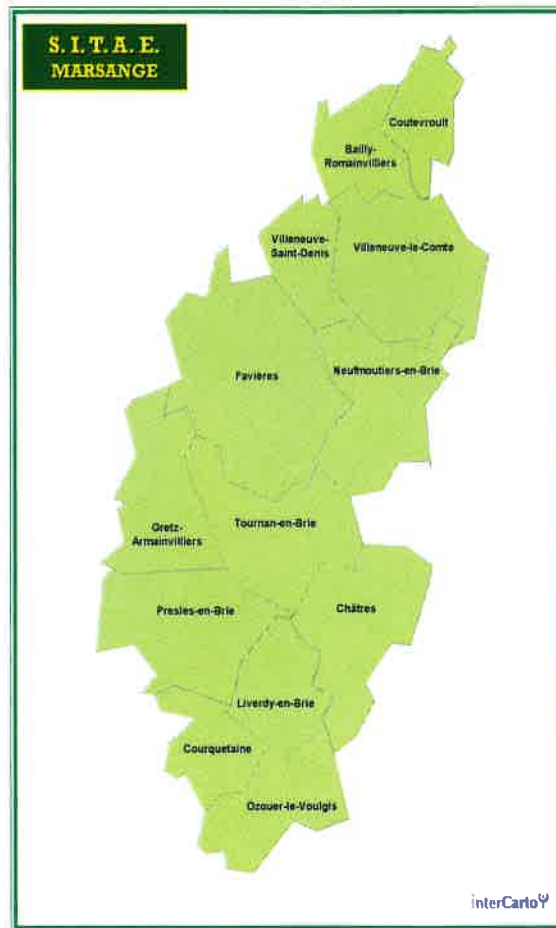 S. I. T. A. E.
MARSANGE
Coutevroult
Bailly-
Romainvilliers
Villeneuve-
Saint-Denis
Villeneuve-le-Comte
Favières
Neufmoutiers-en-Brie
Gretz-
Armainvilliers
Tournan-en-Brie
Presles-en-Brie
Châtres
Liverdy-en-Brie
Courquetaine
Ozouer-le-Voulgis
interCarto